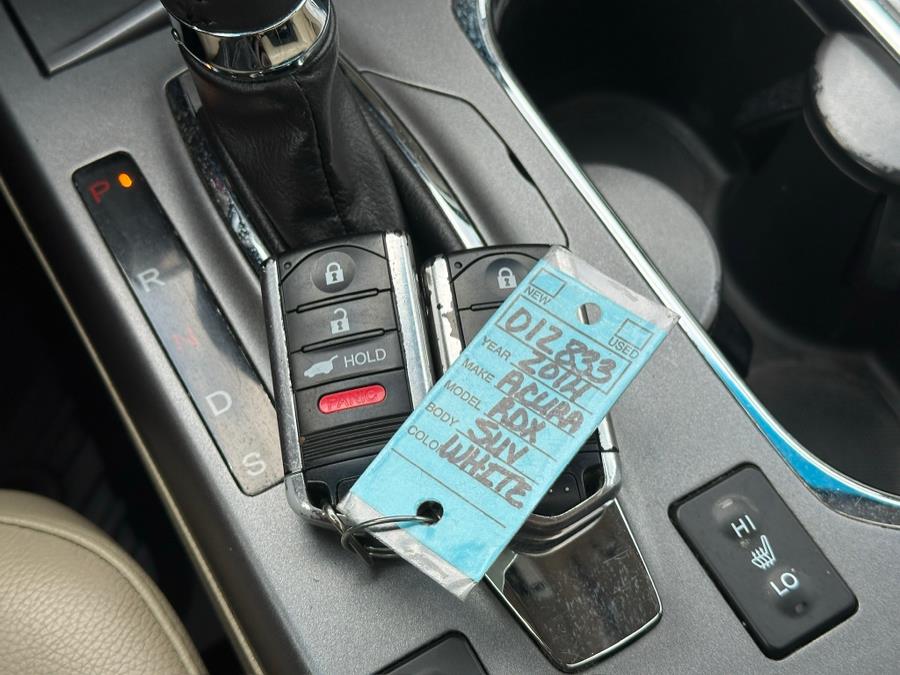 P
R
N
D
S
HOLD
PANIC
NEW
USED
D12833
YEAR 2014
MAKE ACURA
MODEL RDX
BODY SUV
COLO WHITE
HI
LO